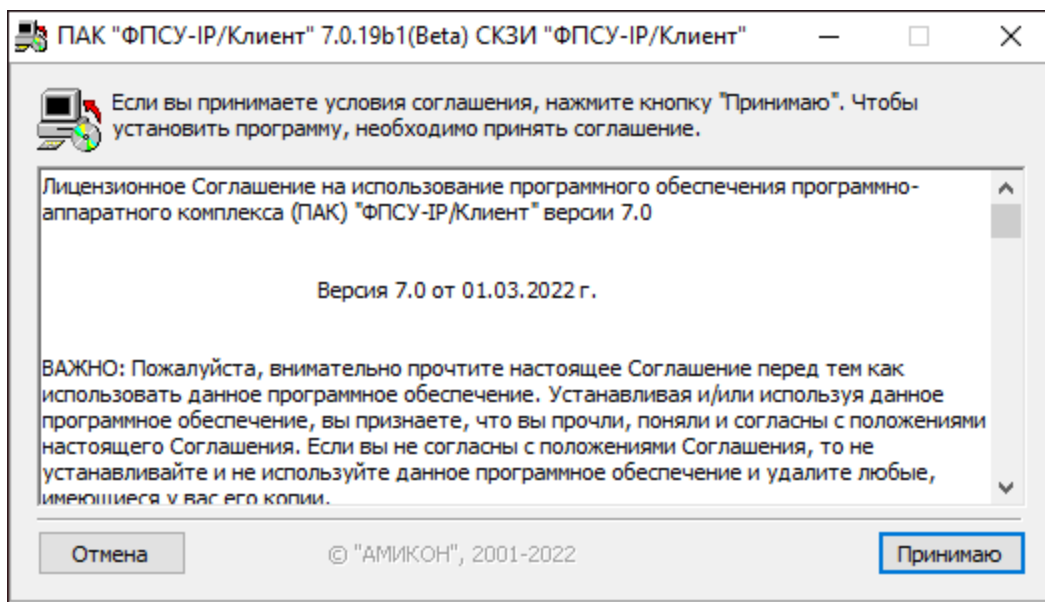 ПАК "ФПСУ-IP/Клиент" 7.0.19b1(Beta) СКЗИ "ФПСУ-IP/Клиент"
Если вы принимаете условия соглашения, нажмите кнопку "Принимаю". Чтобы
установить программу, необходимо принять соглашение.
Лицензионное Соглашение на использование программного обеспечения программно-
аппаратного комплекса (ПАК) "ФПСУ-IP/Клиент" версии 7.0
Версия 7.0 от 01.03.2022 г.
ВАЖНО: Пожалуйста, внимательно прочтите настоящее Соглашение перед тем как
использовать данное программное обеспечение. Устанавливая и/или используя данное
программное обеспечение, вы признаете, что вы прочли, поняли и согласны с положениями
настоящего Соглашения. Если вы не согласны с положениями Соглашения, то не
устанавливайте и не используйте данное программное обеспечение и удалите любые,
имеющиеся у вас его копии.
Отмена
© "АМИКОН", 2001-2022
Принимаю